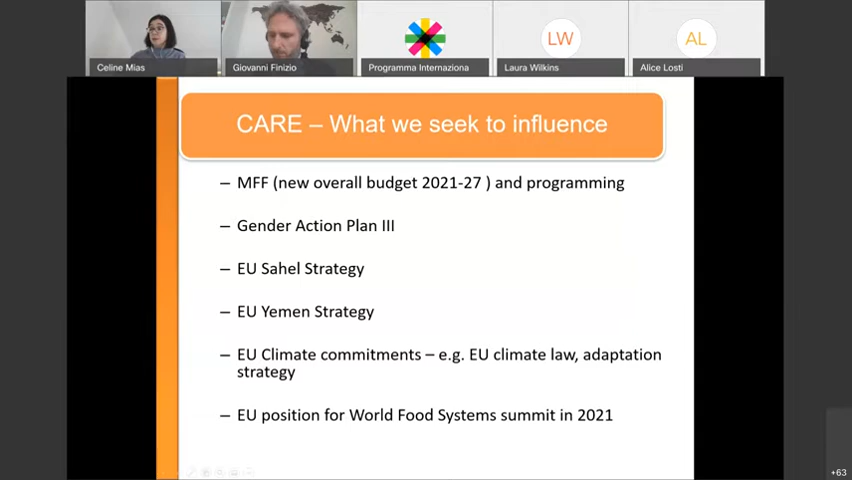 LW
AL
Celine Mias
Giovanni Finizio
Programma Internaziona
Laura Wilkins
Alice Losti
CARE – What we seek to influence
– MFF (new overall budget 2021-27 ) and programming
– Gender Action Plan III
– EU Sahel Strategy
– EU Yemen Strategy
– EU Climate commitments – e.g. EU climate law, adaptation
strategy
– EU position for World Food Systems summit in 2021
+63